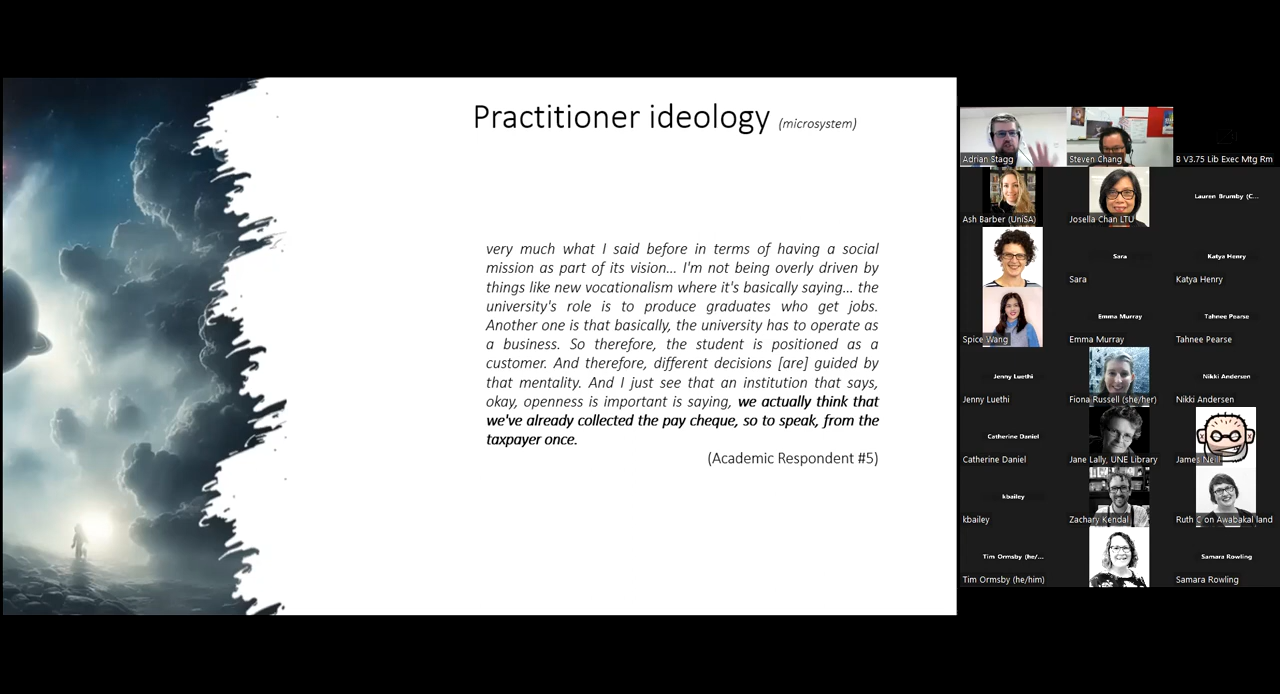 Practitioner ideology (microsystem)
very much what I said before in terms of having a social
mission as part of its vision... I'm not being overly driven by
things like new vocationalism where it's basically saying... the
university's role is to produce graduates who get jobs.
Another one is that basically, the university has to operate as
a business. So therefore, the student is positioned as a
customer. And therefore, different decisions [are] guided by
that mentality. And I just see that an institution that says,
okay, openness is important is saying, we actually think that
we've already collected the pay cheque, so to speak, from the
taxpayer once.
(Academic Respondent #5)
Adrian Stagg
Steven Chang
B V3.75 Lib Exec Mtg Rm
Ash Barber (UniSA)
Josella Chan LTU
Lauren Brumby (C...
Sara
Sara
Katya Henry
Katya Henry
Spice Wang
Emma Murray
Emma Murray
Tahnee Pearse
Tahnee Pearse
Jenny Luethi
Jenny Luethi
Fiona Russell (she/her)
Nikki Andersen
Nikki Andersen
Catherine Daniel
Catherine Daniel
Jane Lally, UNE Library
James Neill
kbailey
kbailey
Zachary Kendal
Ruth C on Awabakal land
Tim Ormsby (he/...
Tim Ormsby (he/him)
Samara Rowling
Samara Rowling